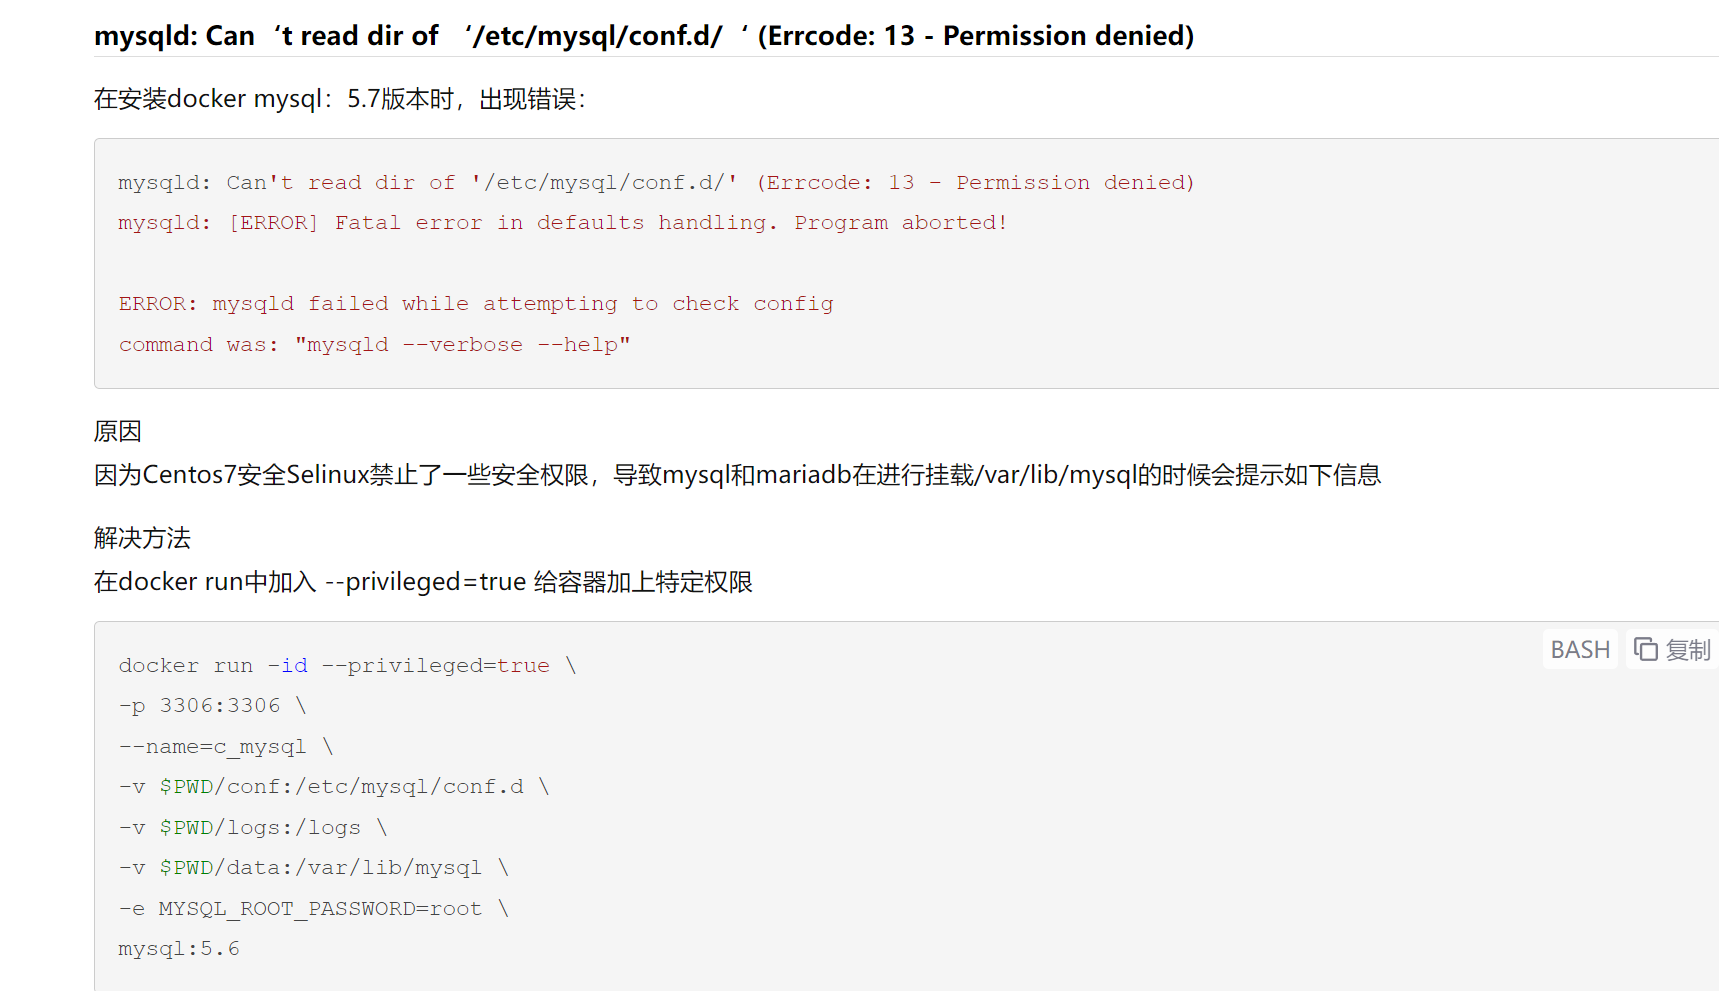 mysqld: Can‘t read dir of ‘/etc/mysql/conf.d/‘ (Errcode: 13 - Permission denied)
在安装docker mysql：5.7版本时，出现错误：
mysqld: Can't read dir of '/etc/mysql/conf.d/' (Errcode: 13 - Permission denied)
mysqld: [ERROR] Fatal error in defaults handling. Program aborted!
ERROR: mysqld failed while attempting to check config
command was: "mysqld --verbose --help"
原因
因为Centos7安全Selinux禁止了一些安全权限，导致mysql和mariadb在进行挂载/var/lib/mysql的时候会提示如下信息
解决方法
在docker run中加入 --privileged=true 给容器加上特定权限
BASH 复制
docker run -id --privileged=true \
-p 3306:3306 \
--name=c_mysql \
-v $PWD/conf:/etc/mysql/conf.d \
-v $PWD/logs:/logs \
-v $PWD/data:/var/lib/mysql \
-e MYSQL_ROOT_PASSWORD=root \
mysql:5.6